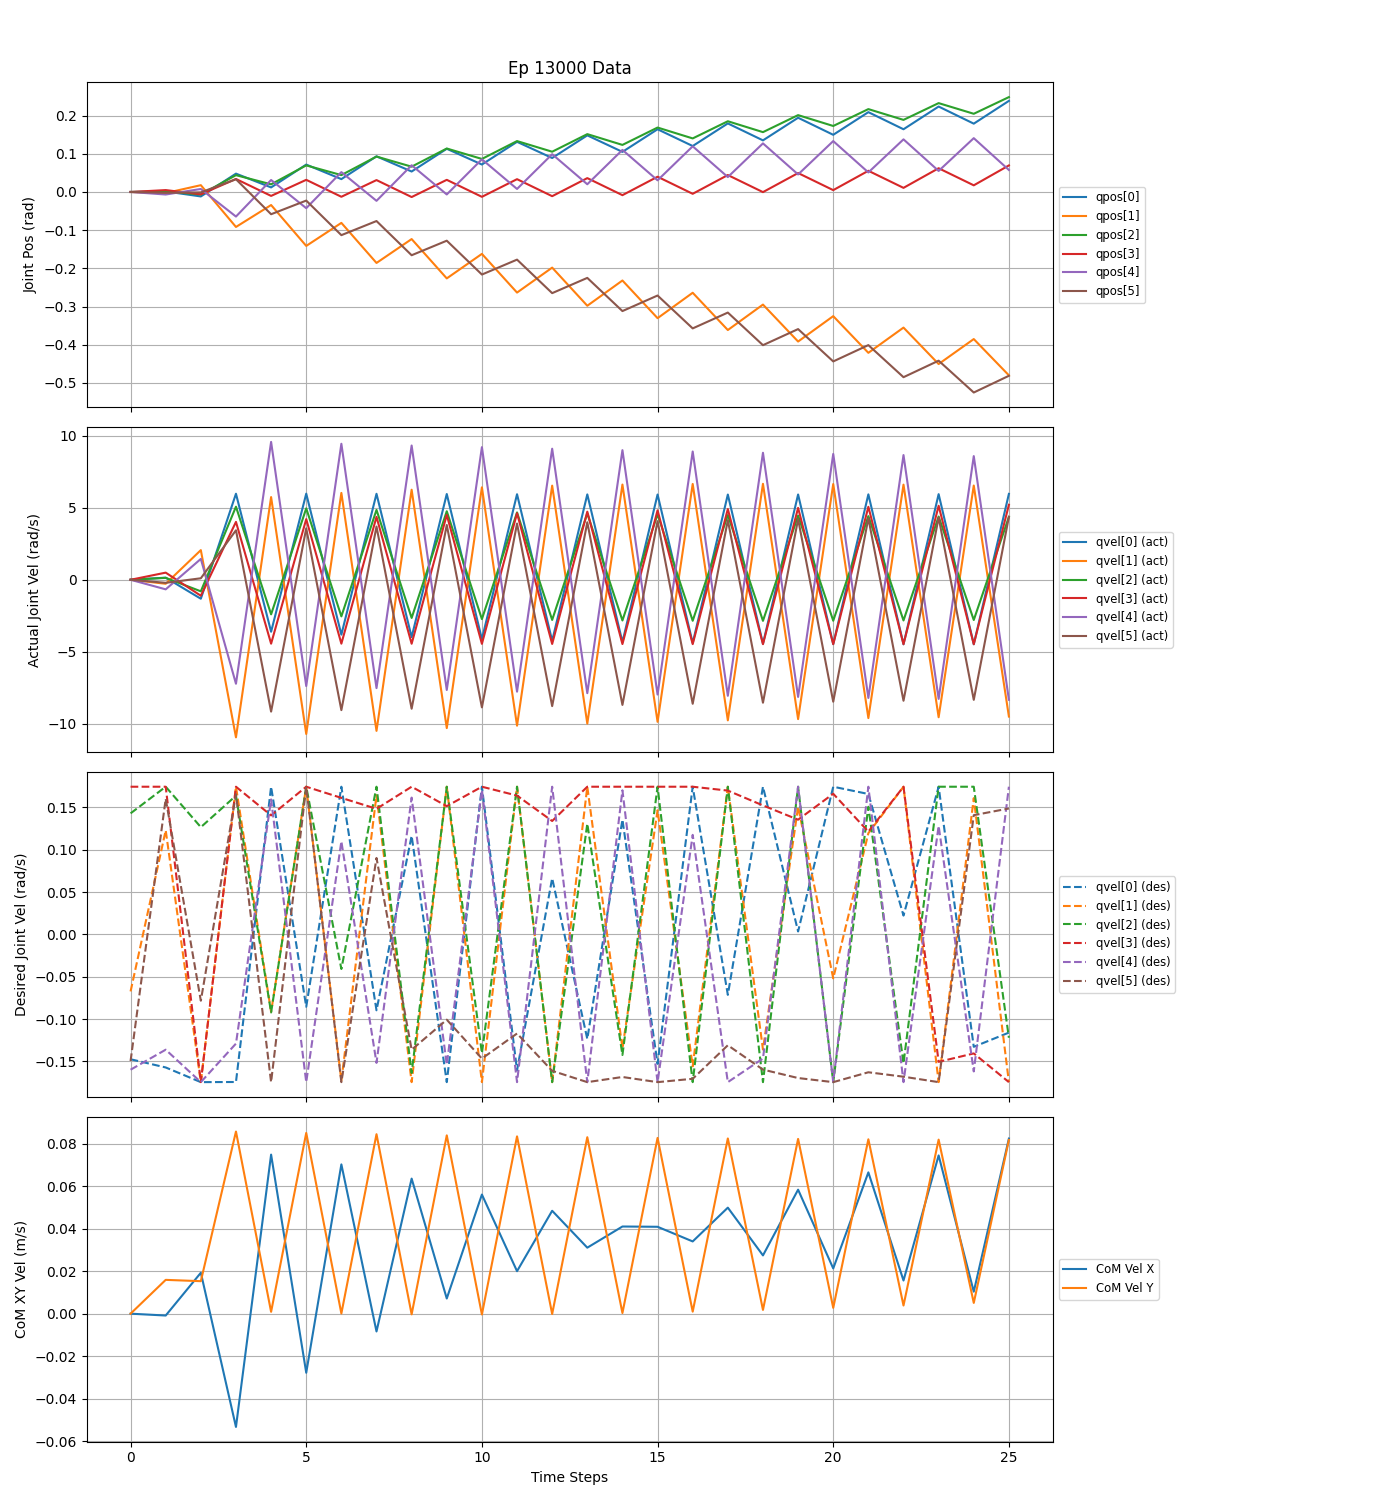 Ep 13000 Data
Joint Pos (rad)
0.2
0.1
0.0
−0.1
−0.2
−0.3
−0.4
−0.5
qpos[0]
qpos[1]
qpos[2]
qpos[3]
qpos[4]
qpos[5]
Actual Joint Vel (rad/s)
10
5
0
−5
−10
qvel[0] (act)
qvel[1] (act)
qvel[2] (act)
qvel[3] (act)
qvel[4] (act)
qvel[5] (act)
Desired Joint Vel (rad/s)
0.15
0.10
0.05
0.00
−0.05
−0.10
−0.15
qvel[0] (des)
qvel[1] (des)
qvel[2] (des)
qvel[3] (des)
qvel[4] (des)
qvel[5] (des)
CoM XY Vel (m/s)
0.08
0.06
0.04
0.02
0.00
−0.02
−0.04
−0.06
CoM Vel X
CoM Vel Y
0 5 10 15 20 25
Time Steps